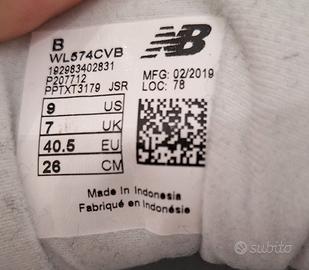 B
WL574CVB
192983402831
P207712
PPTXT3179 JSR
9 US
7 UK
40.5 EU
26 CM
NB
MFG: 02/2019
LOC: 78
Made In Indonesia
Fabriqué en Indonésie
subito